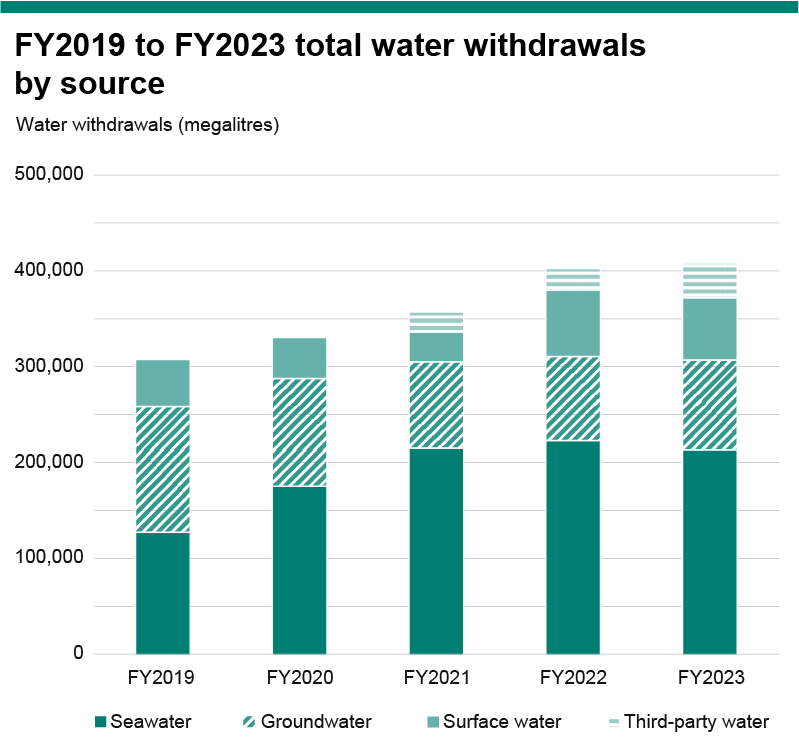 FY2019 to FY2023 total water withdrawals
by source
Water withdrawals (megalitres)
500,000
400,000
300,000
200,000
100,000
0
FY2019 FY2020 FY2021 FY2022 FY2023
Seawater Groundwater Surface water Third-party water